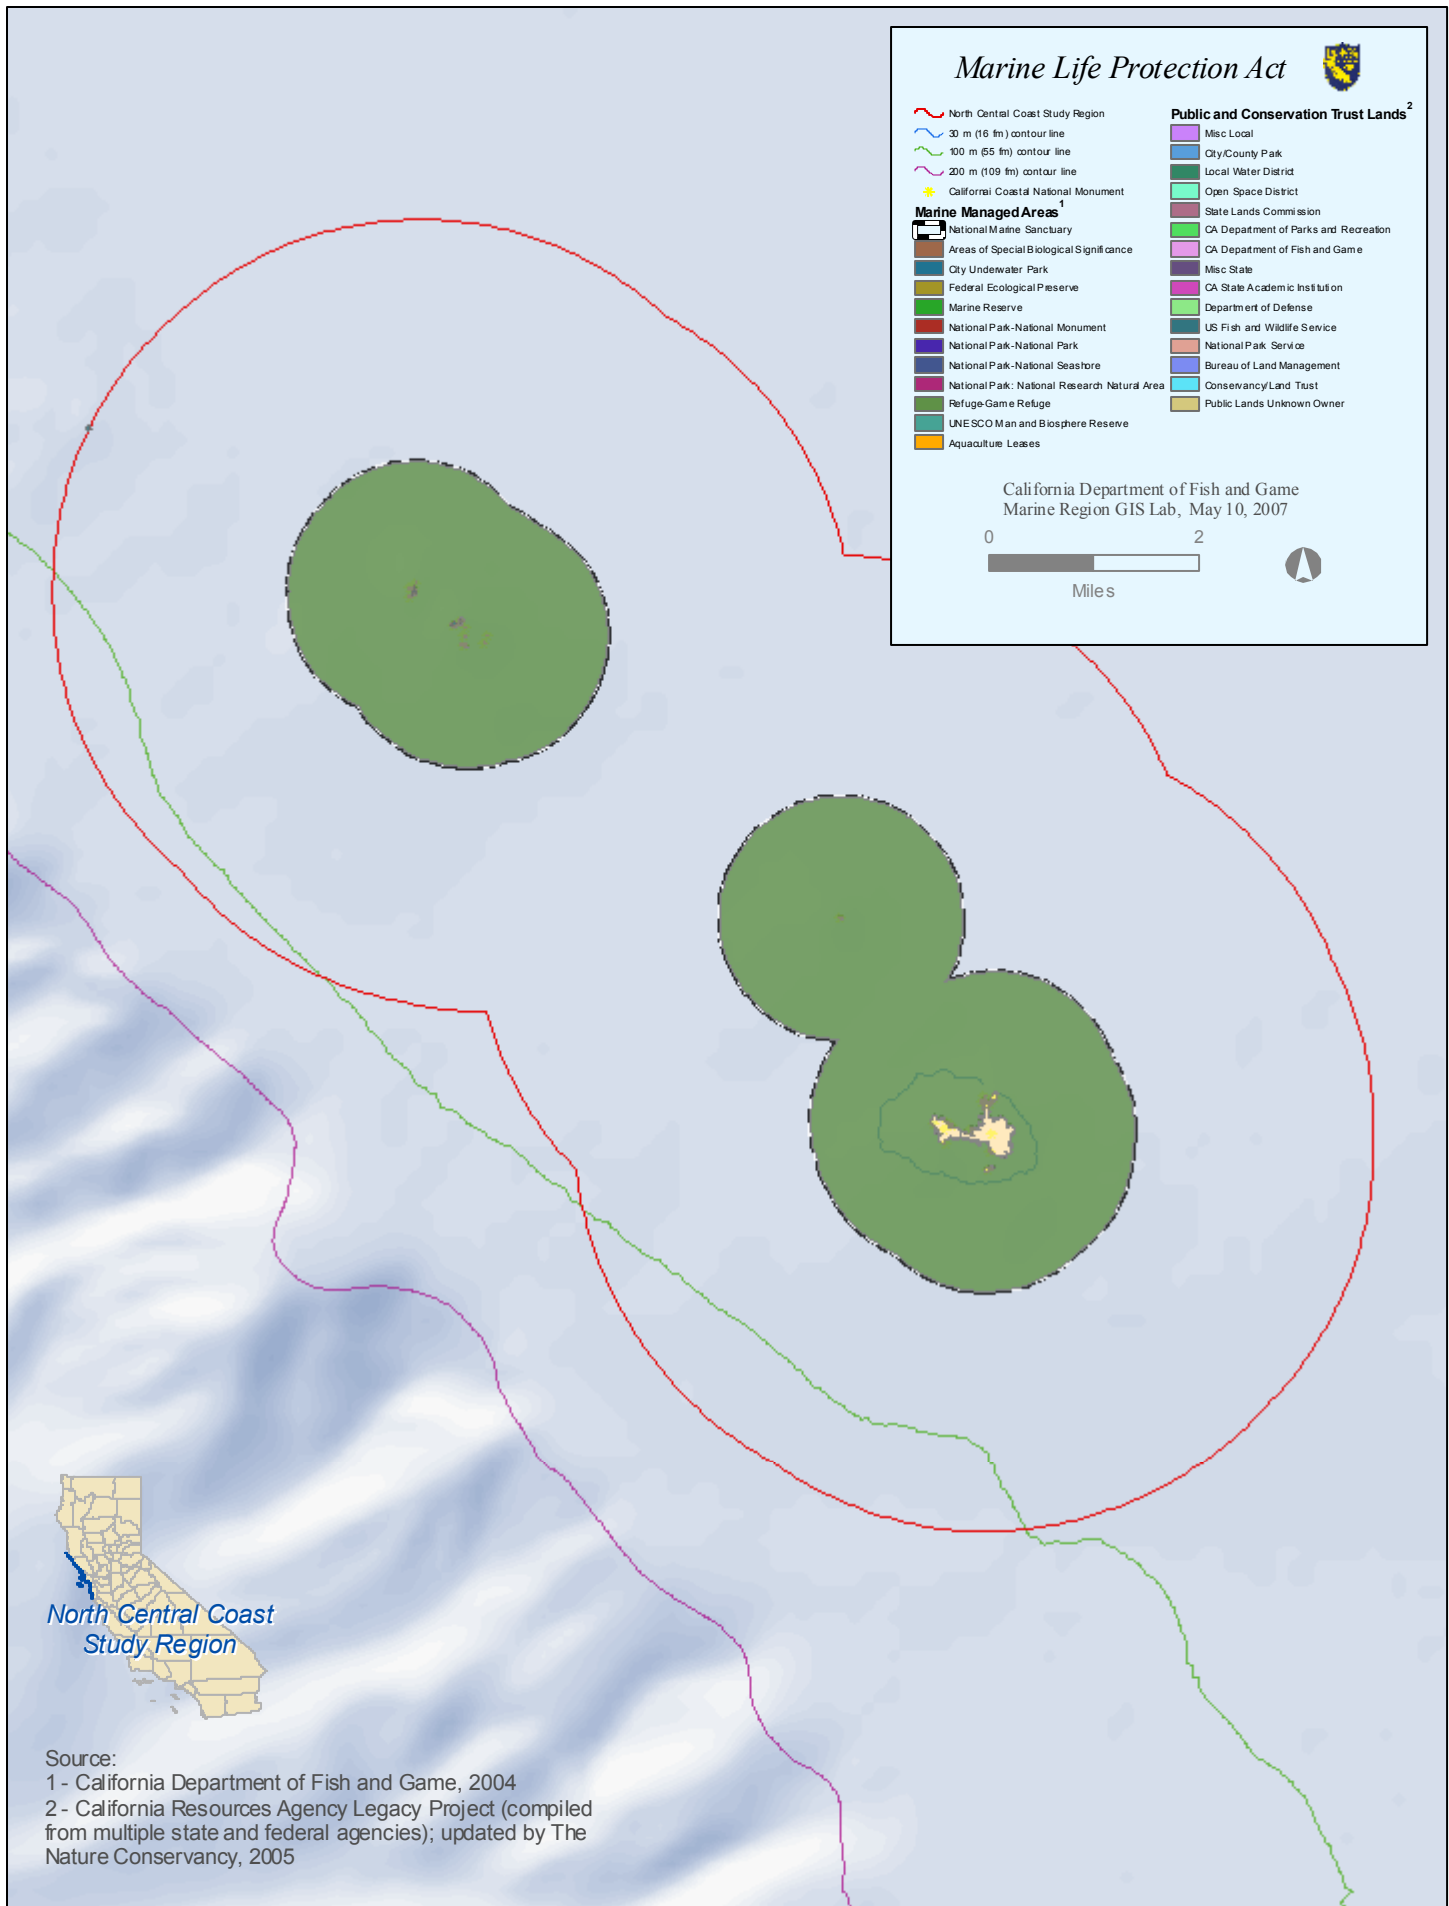 Marine Life Protection Act
North Central Coast Study Region
30 m (16 fm) contour line
100 m (55 fm) contour line
200 m (109 fm) contour line
Californai Coastal National Monument
Marine Managed Areas1
National Marine Sanctuary
Areas of Special Biological Significance
City Underwater Park
Federal Ecological Preserve
Marine Reserve
National Park-National Monument
National Park-National Park
National Park-National Seashore
National Park: National Research Natural Area
Refuge-Game Refuge
UNESCO Man and Biosphere Reserve
Aquaculture Leases
Public and Conservation Trust Lands2
Misc Local
City/County Park
Local Water District
Open Space District
State Lands Commission
CA Department of Parks and Recreation
CA Department of Fish and Game
Misc State
CA State Academic Institution
Department of Defense
US Fish and Wildlife Service
National Park Service
Bureau of Land Management
Conservancy/Land Trust
Public Lands Unknown Owner
California Department of Fish and Game
Marine Region GIS Lab, May 10, 2007
0 2
Miles
North Central Coast
Study Region
Source:
1 - California Department of Fish and Game, 2004
2 - California Resources Agency Legacy Project (compiled
from multiple state and federal agencies); updated by The
Nature Conservancy, 2005